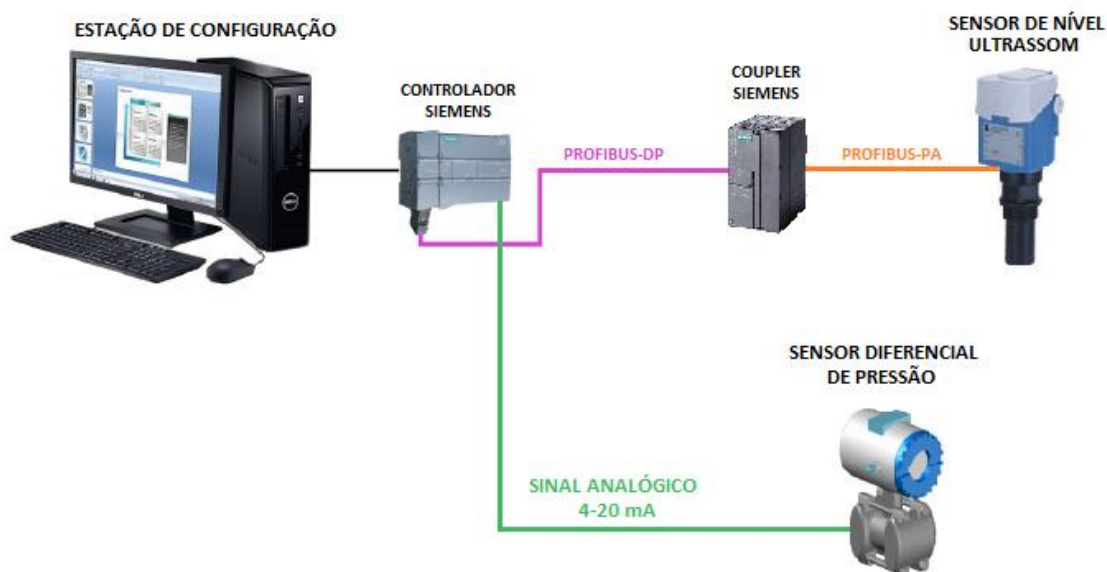 ESTAÇÃO DE CONFIGURAÇÃO
CONTROLADOR
SIEMENS
COUPLER
SIEMENS
SENSOR DE NÍVEL
ULTRASSOM
PROFIBUS-DP
PROFIBUS-PA
SENSOR DIFERENCIAL
DE PRESSÃO
SINAL ANALÓGICO
4-20 mA